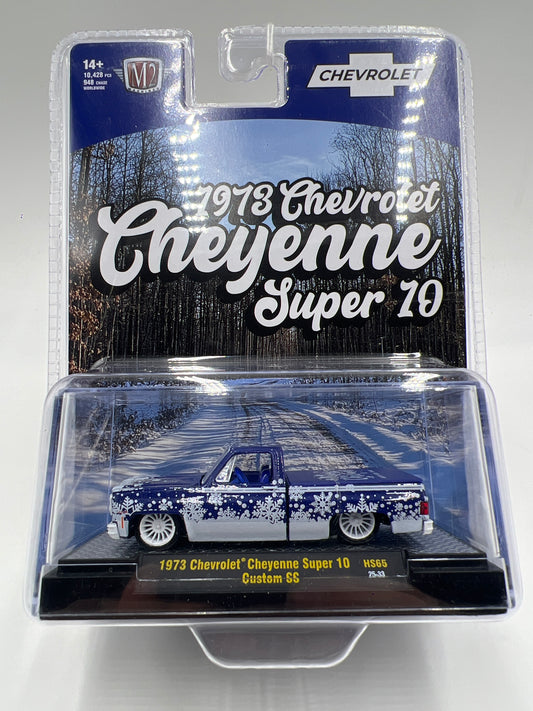 14+
10,428 PCS
948 CHASE
WORLDWIDE
M2
CHEVROLET
1973 Chevrolet
Cheyenne
Super 10
1973 Chevrolet® Cheyenne Super 10 HS65
Custom SS 25-33